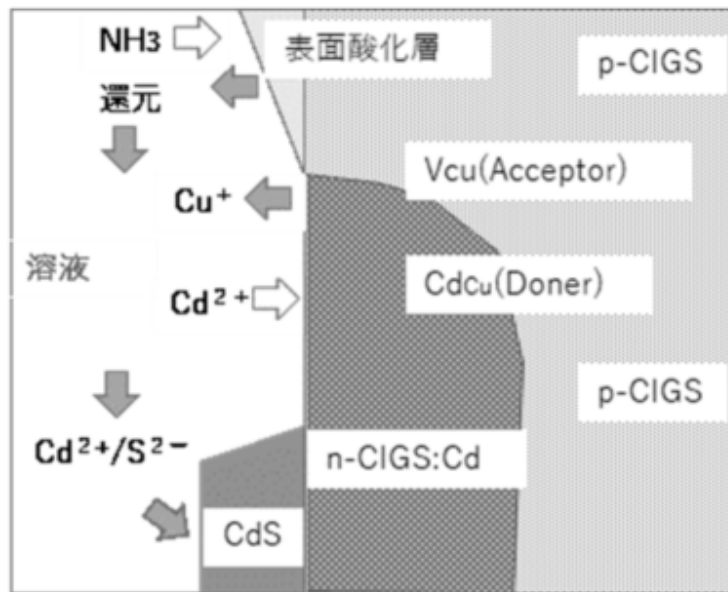 NH3
表面酸化層
p-CIGS
還元
Vcu(Acceptor)
Cu⁺
溶液
CdCu(Doner)
Cd²⁺
p-CIGS
Cd²⁺/S²⁻
n-CIGS:Cd
CdS